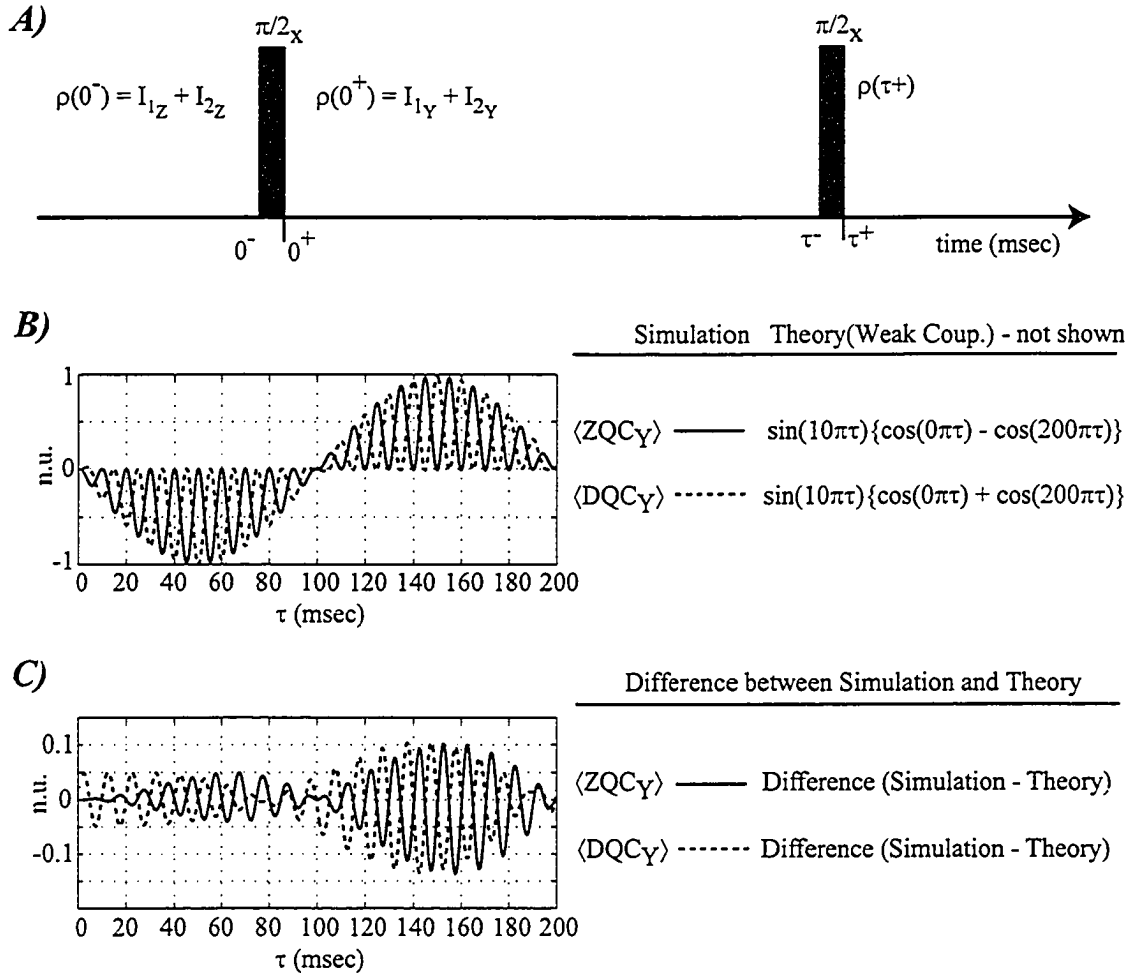 A)
π/2X
π/2X
ρ(0⁻) = I1Z + I2Z
ρ(0⁺) = I1Y + I2Y
ρ(τ+)
0⁻
0⁺
τ⁻
τ⁺
time (msec)
B)
Simulation Theory(Weak Coup.) - not shown
1
0
-1
n.u.
0 20 40 60 80 100 120 140 160 180 200
τ (msec)
⟨ZQCY⟩ sin(10πτ){cos(0πτ) - cos(200πτ)}
⟨DQCY⟩ sin(10πτ){cos(0πτ) + cos(200πτ)}
C)
Difference between Simulation and Theory
0.1
0
-0.1
n.u.
0 20 40 60 80 100 120 140 160 180 200
τ (msec)
⟨ZQCY⟩ Difference (Simulation - Theory)
⟨DQCY⟩ Difference (Simulation - Theory)